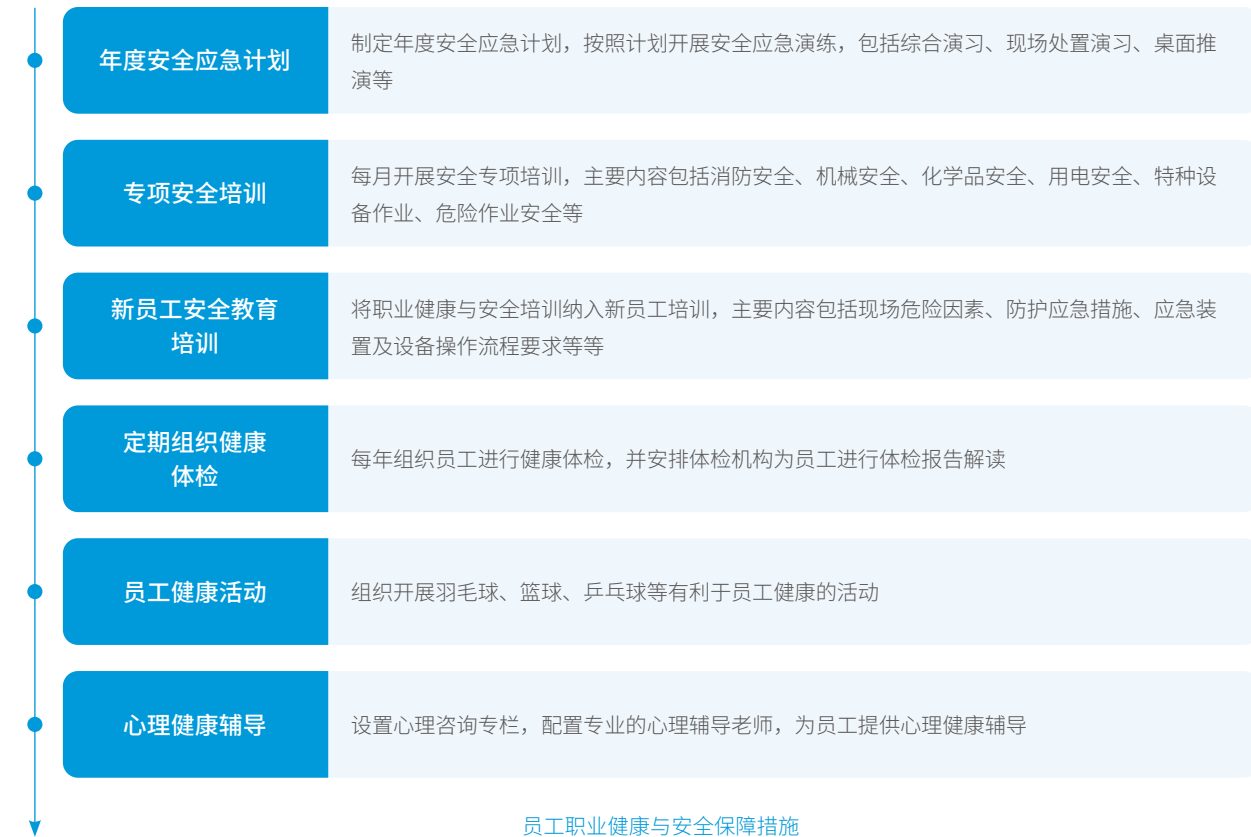 年度安全应急计划
制定年度安全应急计划，按照计划开展安全应急演练，包括综合演习、现场处置演习、桌面推
演等
专项安全培训
每月开展安全专项培训，主要内容包括消防安全、机械安全、化学品安全、用电安全、特种设
备作业、危险作业安全等
新员工安全教育
培训
将职业健康与安全培训纳入新员工培训，主要内容包括现场危险因素、防护应急措施、应急装
置及设备操作流程要求等等
定期组织健康
体检
每年组织员工进行健康体检，并安排体检机构为员工进行体检报告解读
员工健康活动
组织开展羽毛球、篮球、乒乓球等有利于员工健康的活动
心理健康辅导
设置心理咨询专栏，配置专业的心理辅导老师，为员工提供心理健康辅导
员工职业健康与安全保障措施